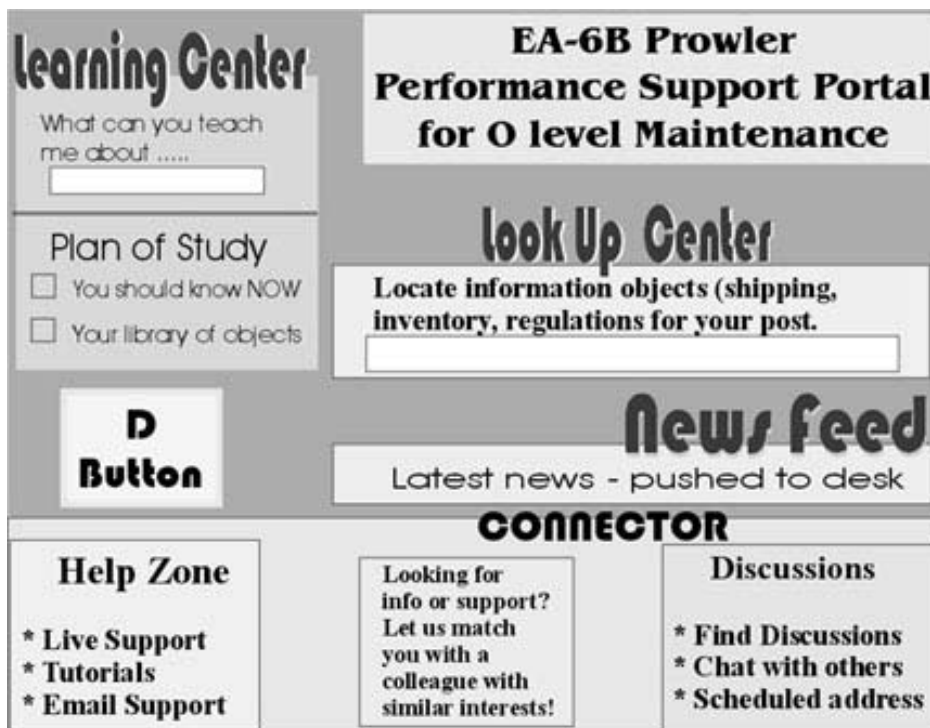 Learning Center
What can you teach
me about .....
Plan of Study
You should know NOW
Your library of objects
D
Button
EA-6B Prowler
Performance Support Portal
for O level Maintenance
Look Up Center
Locate information objects (shipping,
inventory, regulations for your post.
News Feed
Latest news - pushed to desk
CONNECTOR
Help Zone
* Live Support
* Tutorials
* Email Support
Looking for
info or support?
Let us match
you with a
colleague with
similar interests!
Discussions
* Find Discussions
* Chat with others
* Scheduled address